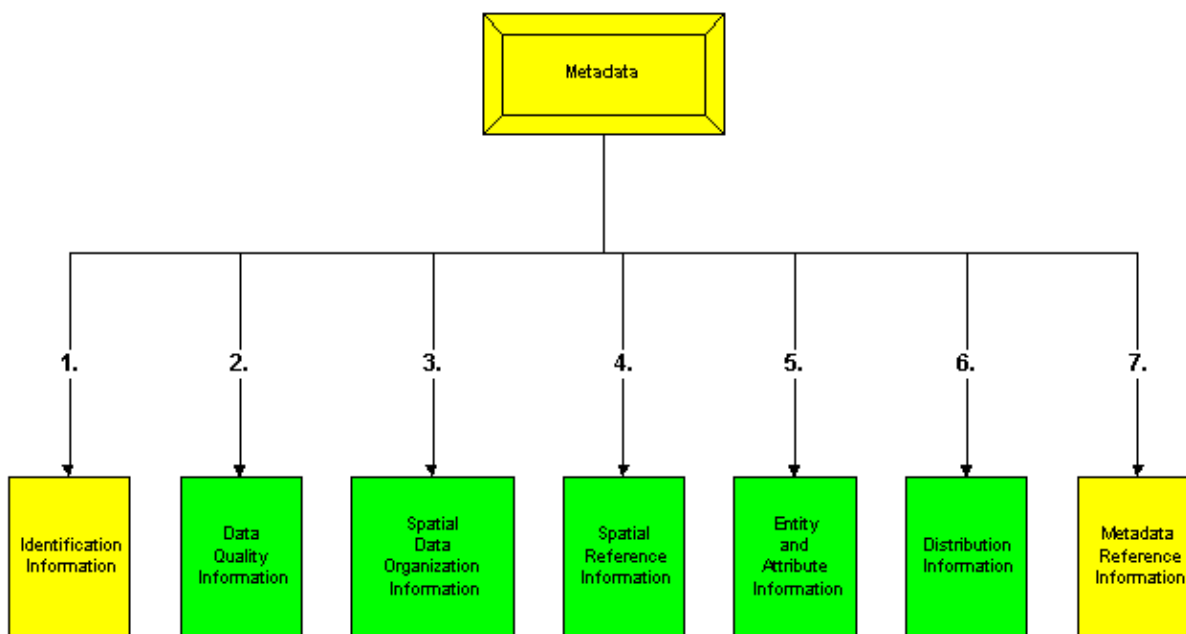 Metadata
1.
2.
3.
4.
5.
6.
7.
Identification
Information
Data
Quality
Information
Spatial
Data
Organization
Information
Spatial
Reference
Information
Entity
and
Attribute
Information
Distribution
Information
Metadata
Reference
Information